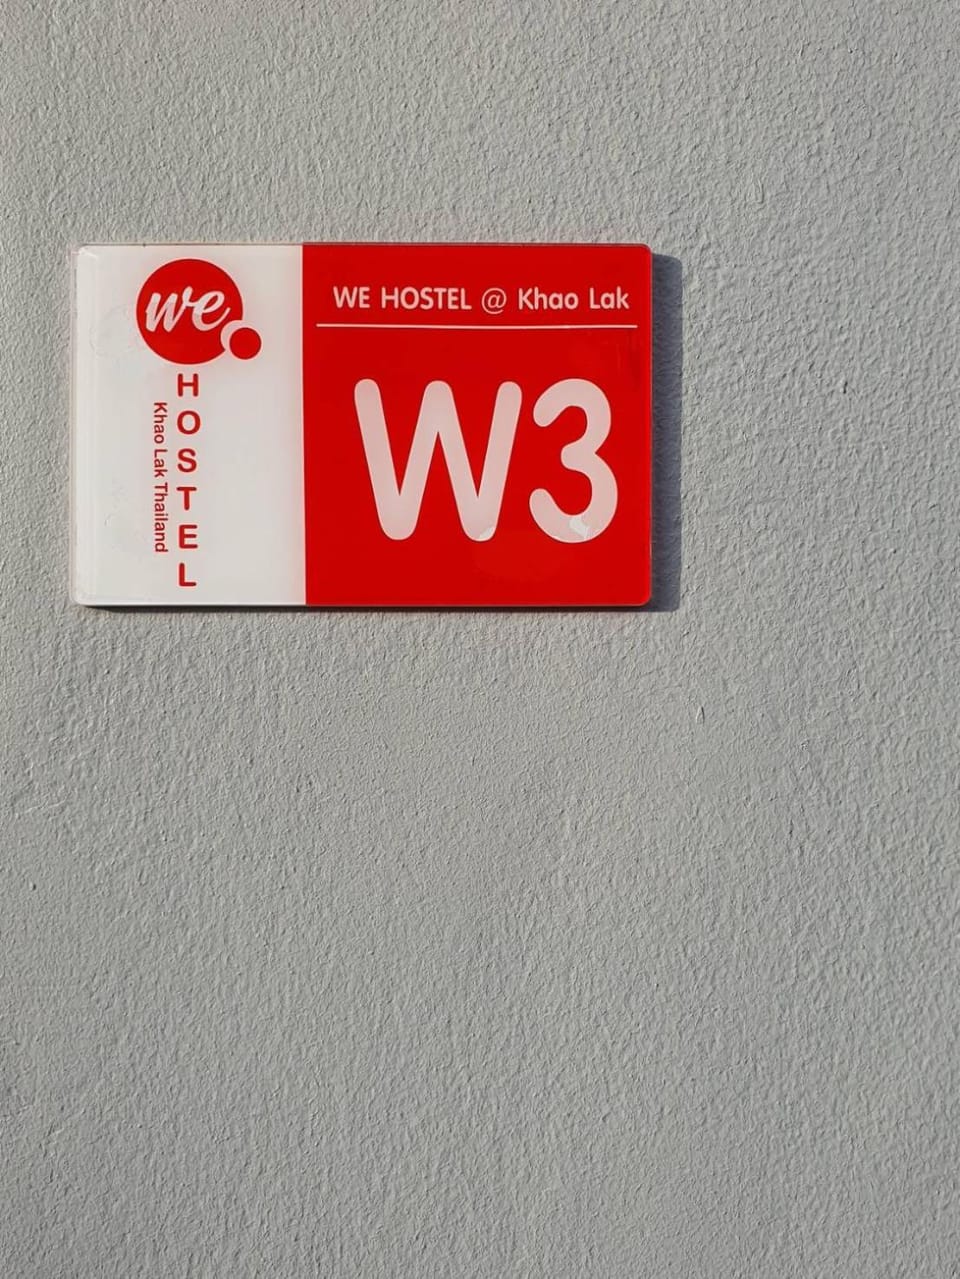 we
HOSTEL
Khao Lak Thailand
WE HOSTEL @ Khao Lak
W3